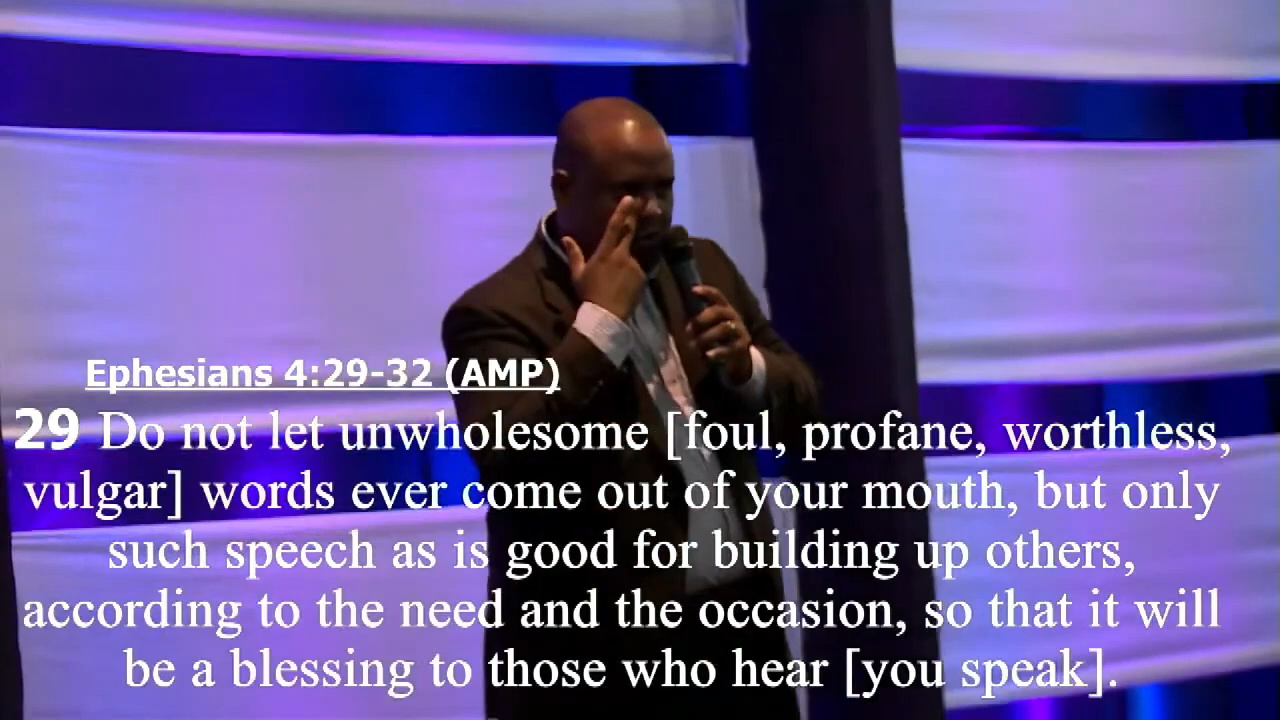 Ephesians 4:29-32 (AMP)
29 Do not let unwholesome [foul, profane, worthless,
vulgar] words ever come out of your mouth, but only
such speech as is good for building up others,
according to the need and the occasion, so that it will
be a blessing to those who hear [you speak].